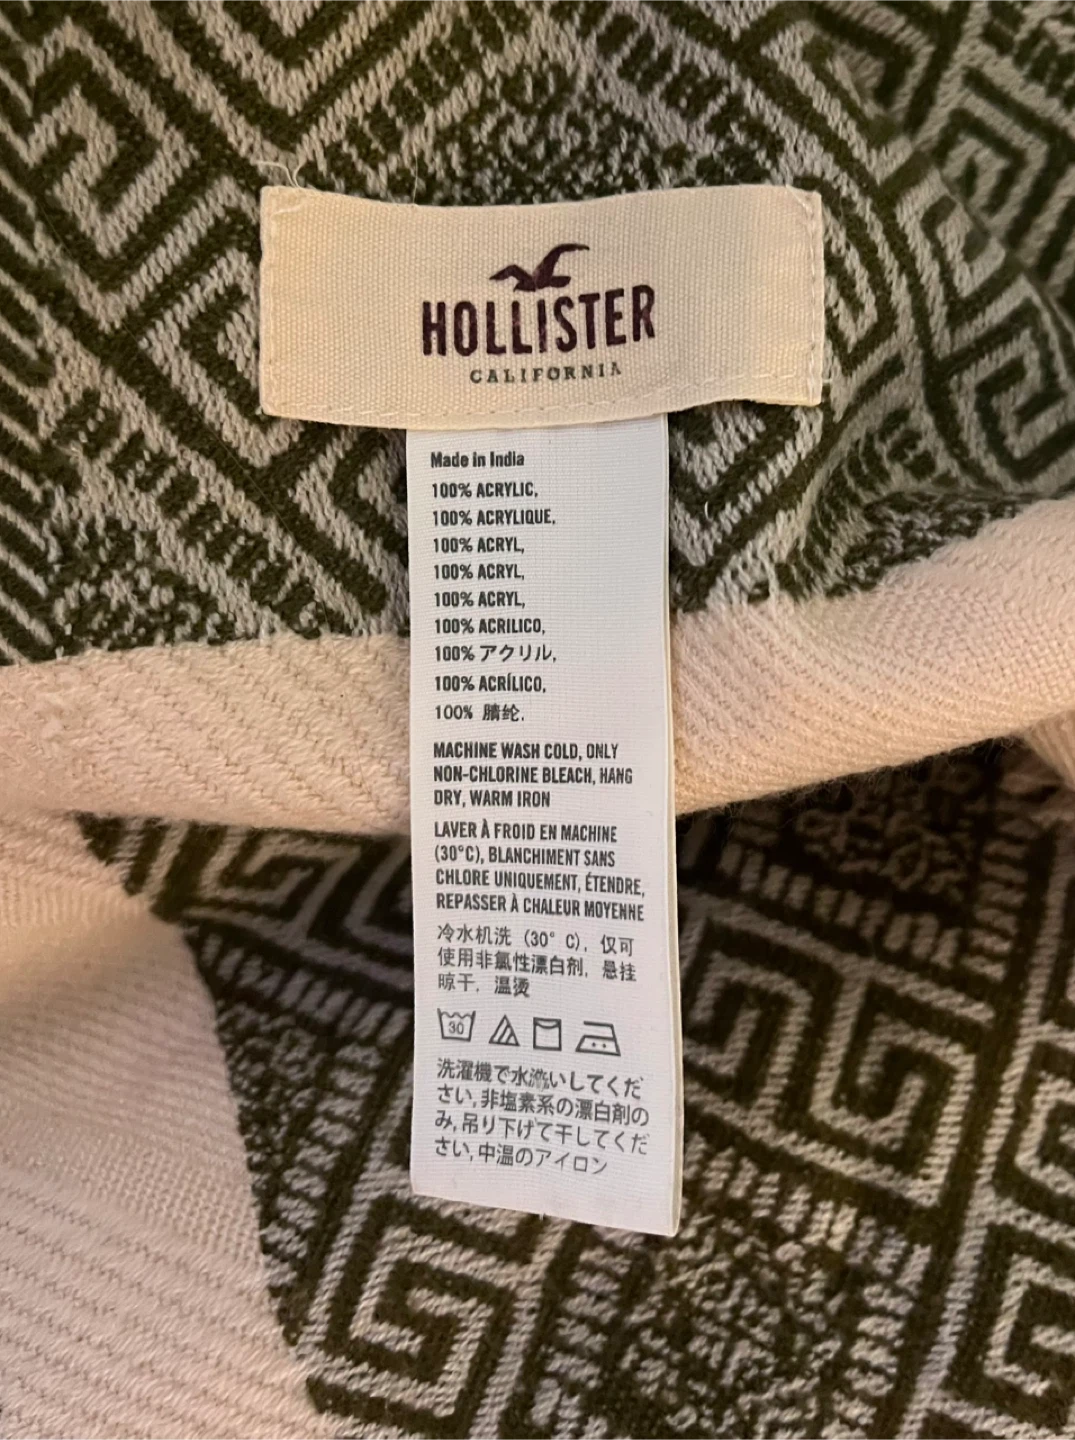 HOLLISTER
CALIFORNIA
Made in India
100% ACRYLIC,
100% ACRYLIQUE,
100% ACRYL,
100% ACRYL,
100% ACRYL,
100% ACRILICO,
100% アクリル,
100% ACRÍLICO,
100% 腈纶.
MACHINE WASH COLD, ONLY
NON-CHLORINE BLEACH, HANG
DRY, WARM IRON
LAVER À FROID EN MACHINE
(30°C), BLANCHIMENT SANS
CHLORE UNIQUEMENT, ÉTENDRE,
REPASSER À CHALEUR MOYENNE
冷水机洗 (30° C), 仅可
使用非氯性漂白剂, 悬挂
晾干, 温烫
30
洗濯機で水洗いしてくだ
さい, 非塩素系の漂白剤の
み, 吊り下げて干してくだ
さい, 中温のアイロン